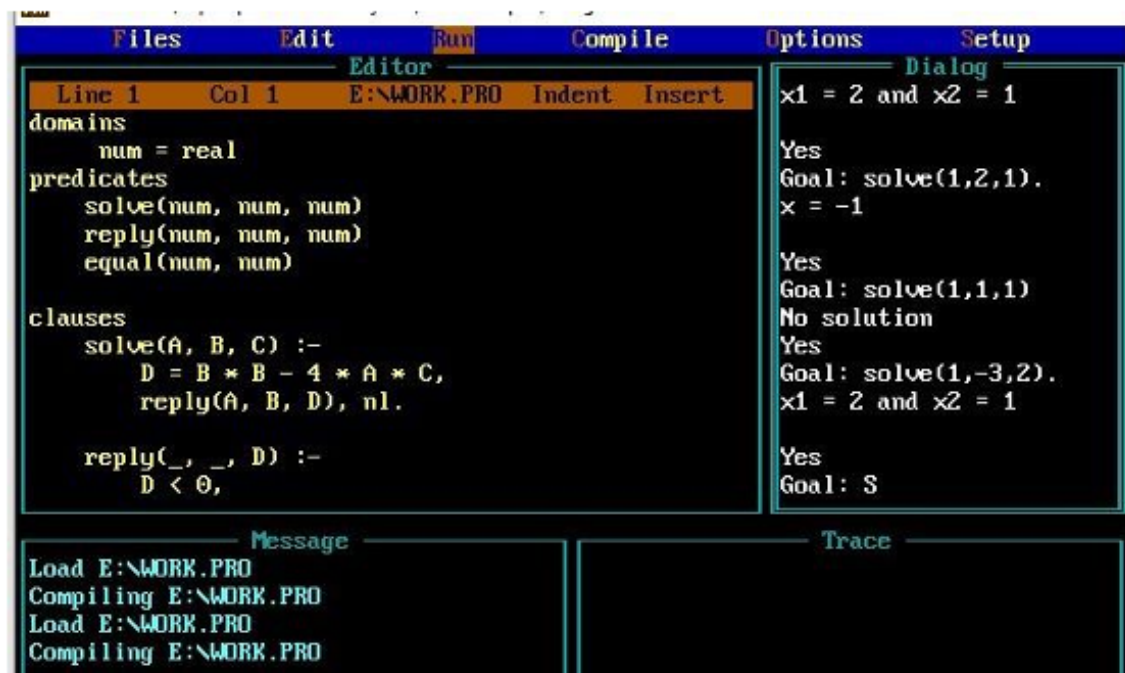 Files Edit Run Compile Options Setup
Editor
Line 1 Col 1 E:\WORK.PRO Indent Insert
domains
num = real
predicates
solve(num, num, num)
reply(num, num, num)
equal(num, num)
clauses
solve(A, B, C) :-
D = B * B - 4 * A * C,
reply(A, B, D), nl.
reply(_, _, D) :-
D < 0,
Dialog
x1 = 2 and x2 = 1
Yes
Goal: solve(1,2,1).
x = -1
Yes
Goal: solve(1,1,1)
No solution
Yes
Goal: solve(1,-3,2).
x1 = 2 and x2 = 1
Yes
Goal: S
Message
Load E:\WORK.PRO
Compiling E:\WORK.PRO
Load E:\WORK.PRO
Compiling E:\WORK.PRO
Trace